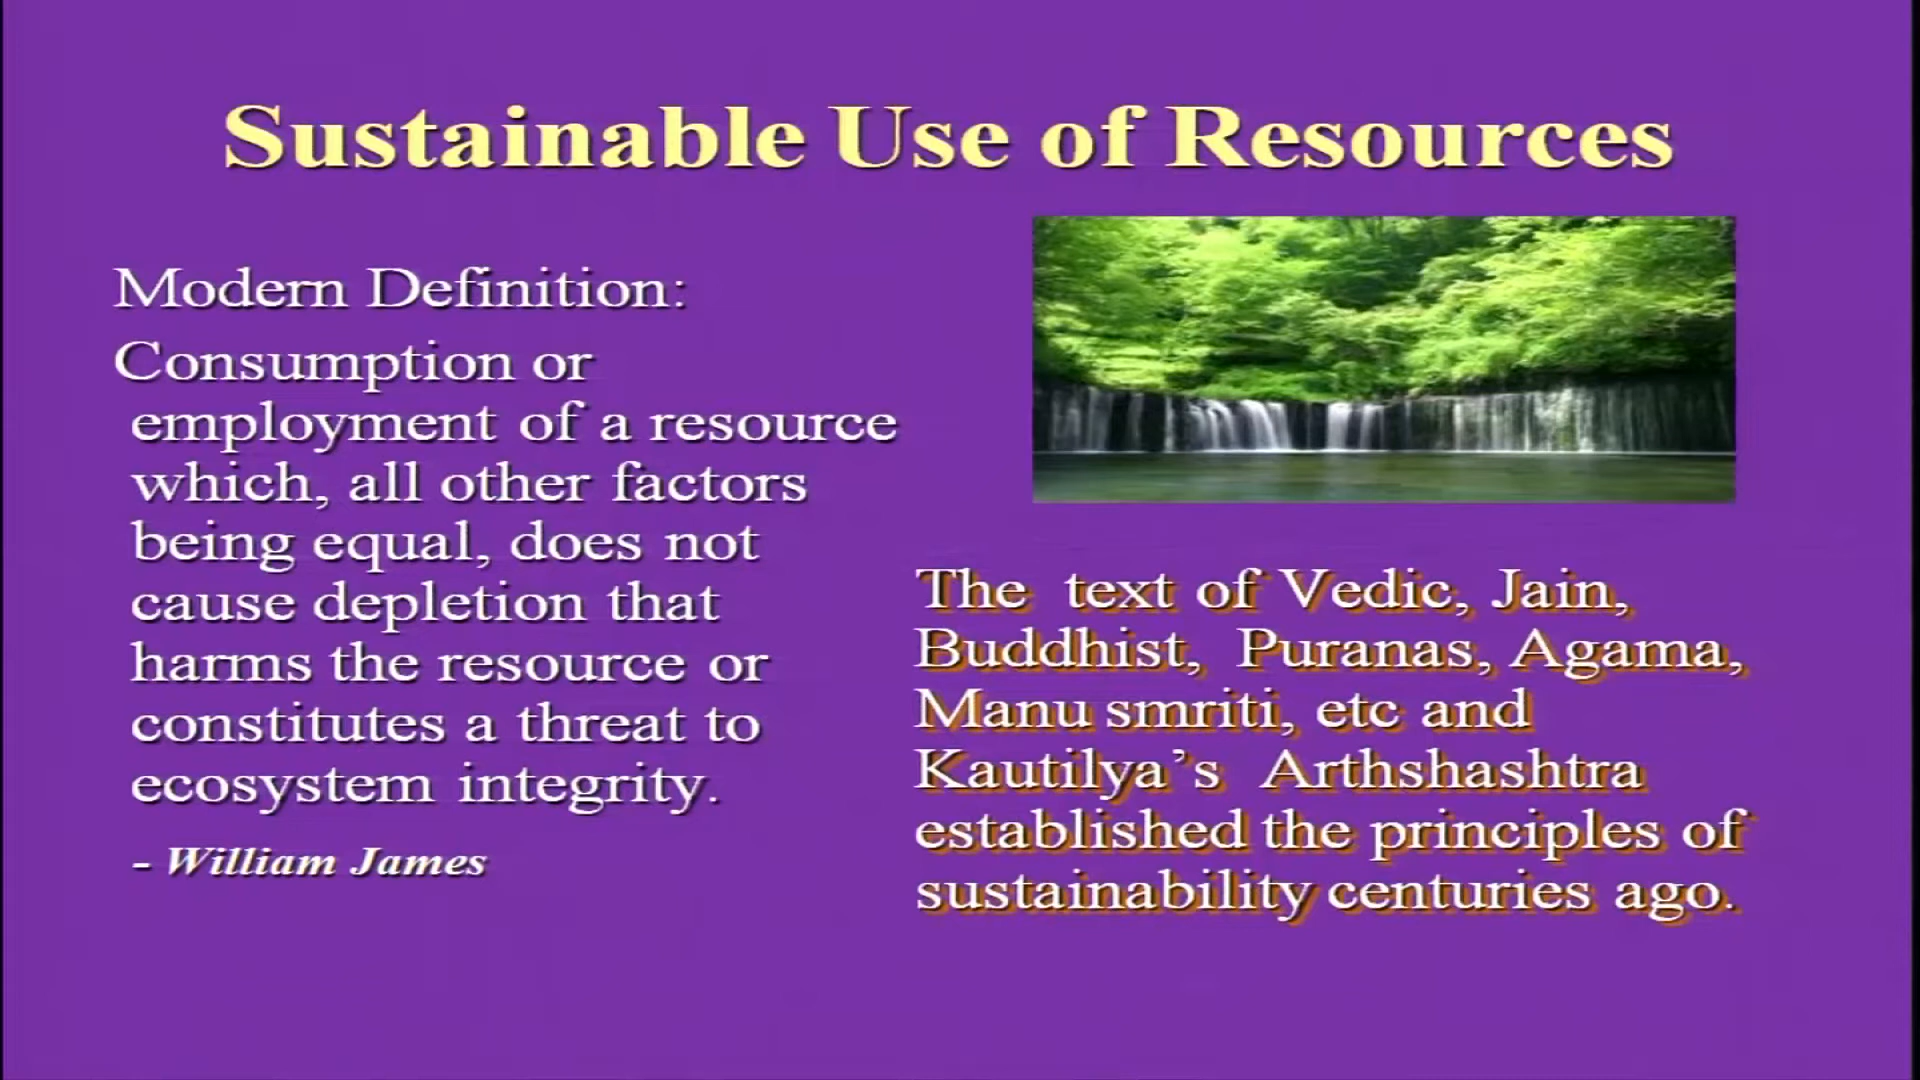 Sustainable Use of Resources
Modern Definition:
Consumption or
employment of a resource
which, all other factors
being equal, does not
cause depletion that
harms the resource or
constitutes a threat to
ecosystem integrity.
- William James
The text of Vedic, Jain,
Buddhist, Puranas, Agama,
Manu smriti, etc and
Kautilya’s Arthshashtra
established the principles of
sustainability centuries ago.